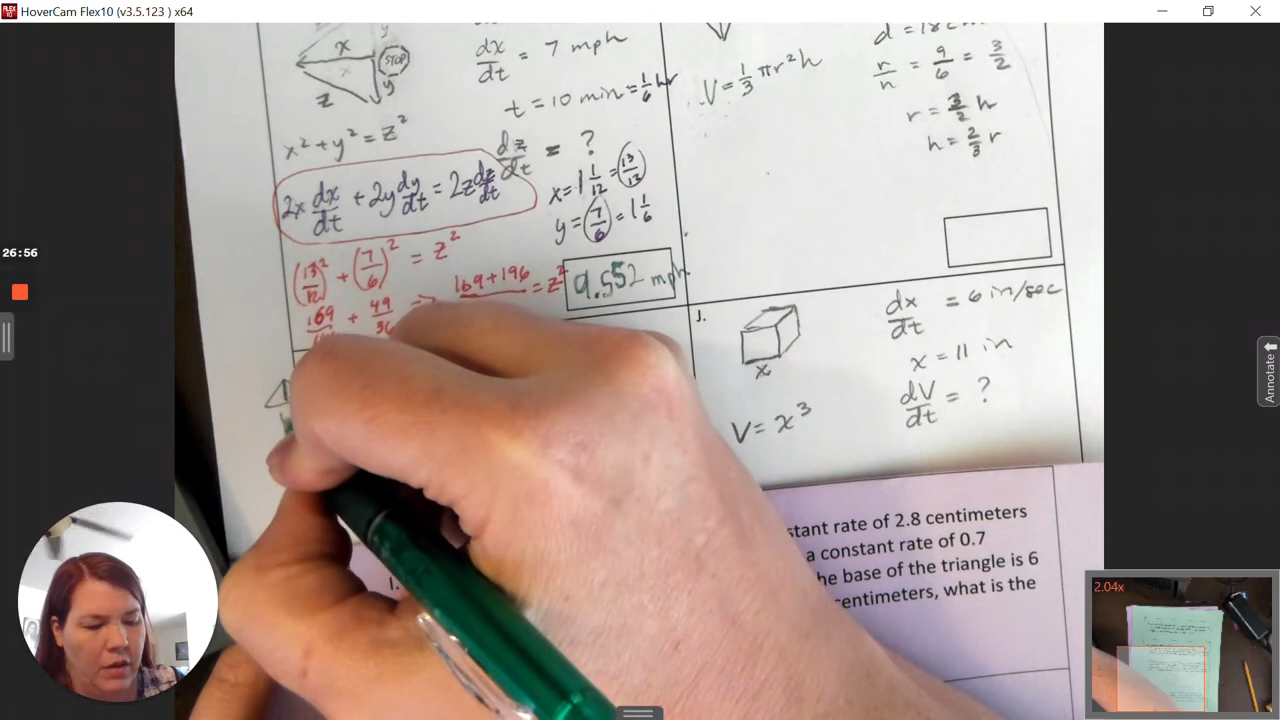 HoverCam Flex10 (v3.5.123 ) x64
26:56
x
y
STOP
x
z
y
dx/dt = 7 mph
t = 10 min = 1/6 hr
x² + y² = z²
dz/dt = ?
2x dx/dt + 2y dy/dt = 2z dz/dt
x = 1 1/12 = 13/13
y = 7/6 = 1 1/6
(13/12)² + (7/6)² = z²
169 + 49/36 → 169+196 = z²
9.552 mph
V = 1/3 πr²h
r/h = 9/6 = 3/2
r = 3/2 h
h = 2/3 r
J.
x
dx/dt = 6 in/sec
x = 11 in
dV/dt = ?
V = x³
stant rate of 2.8 centimeters
a constant rate of 0.7
he base of the triangle is 6
centimeters, what is the
1.
Annotate
2.04x